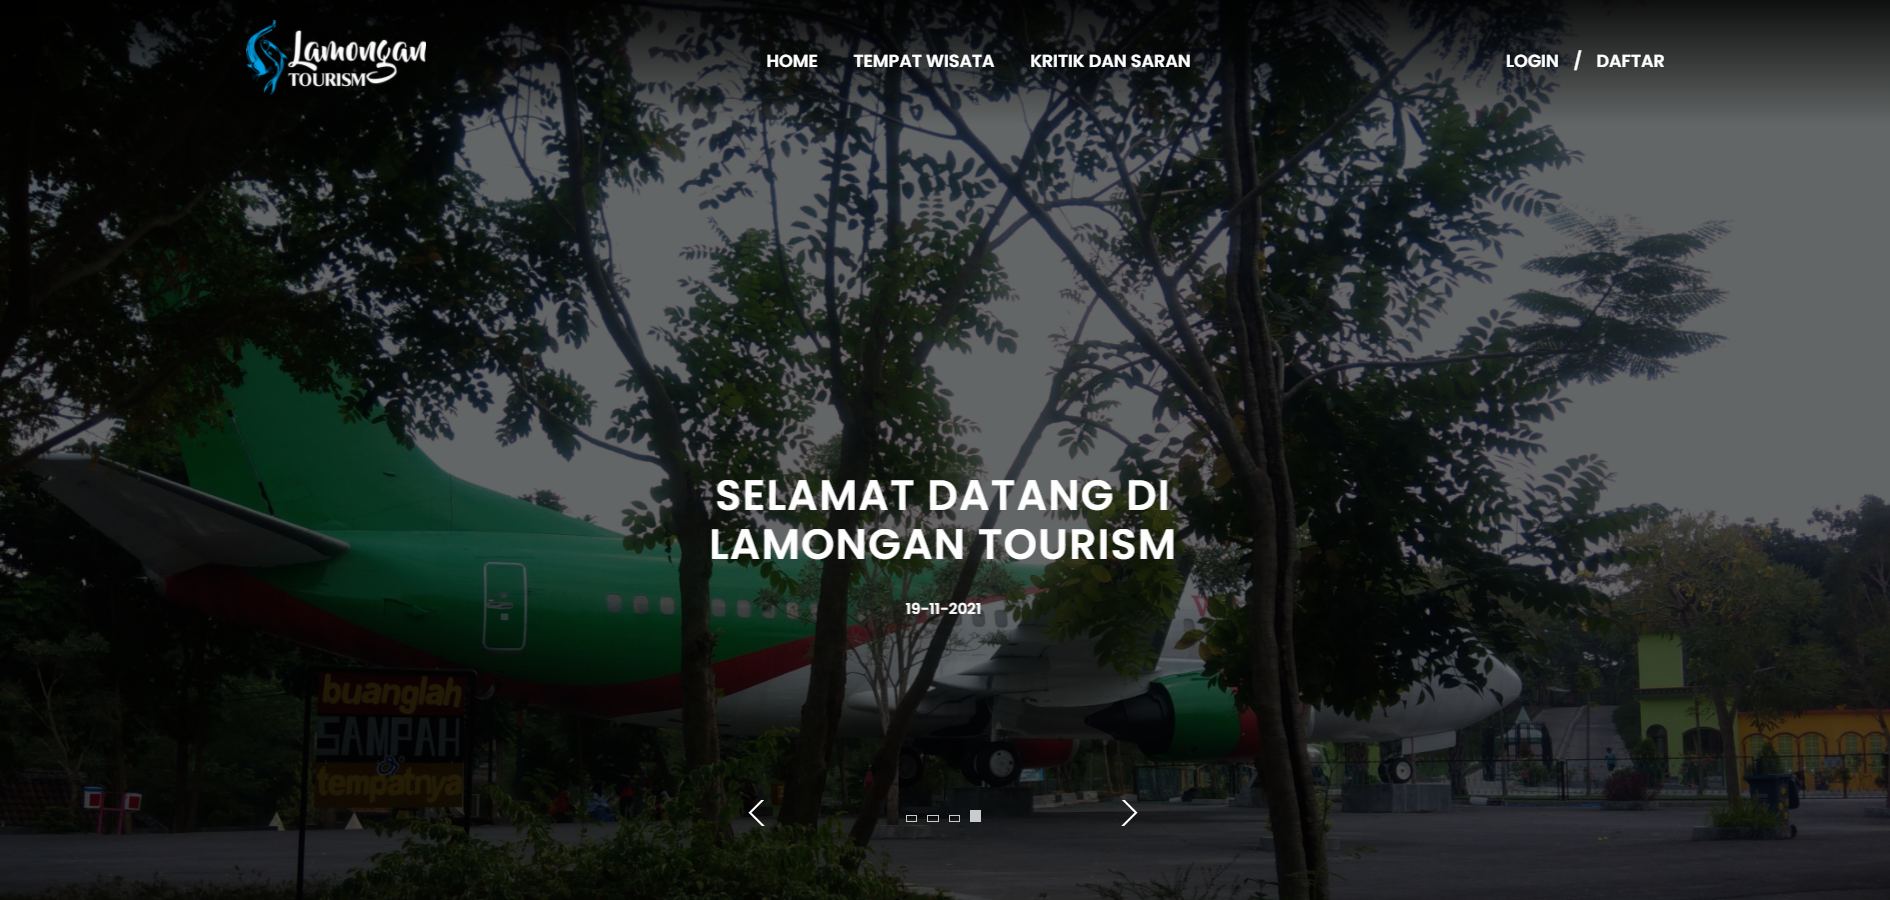 Lamongan
TOURISM
HOME
TEMPAT WISATA
KRITIK DAN SARAN
LOGIN / DAFTAR
SELAMAT DATANG DI
LAMONGAN TOURISM
19-11-2021
buanglah
SAMPAH
tempatnya